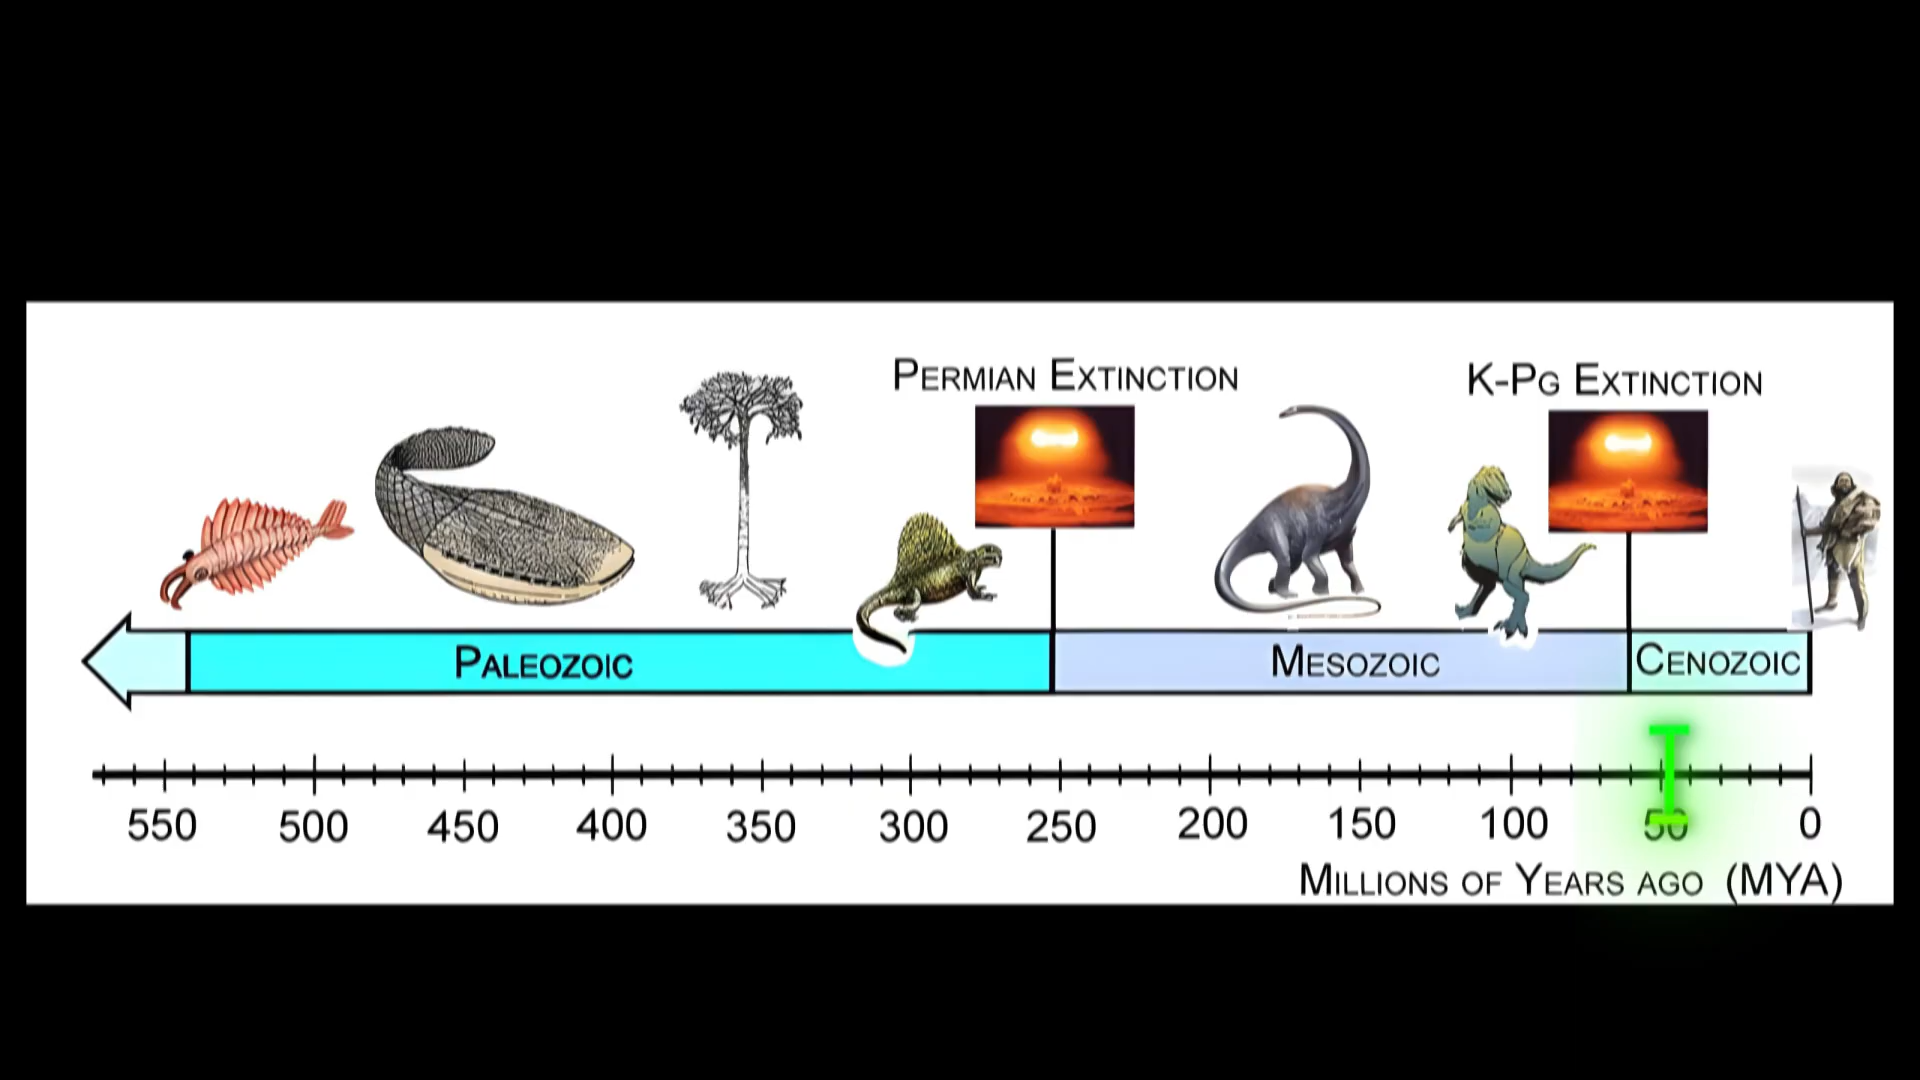 PERMIAN EXTINCTION
K-PG EXTINCTION
PALEOZOIC
MESOZOIC
CENOZOIC
550 500 450 400 350 300 250 200 150 100 50 0
MILLIONS OF YEARS AGO (MYA)